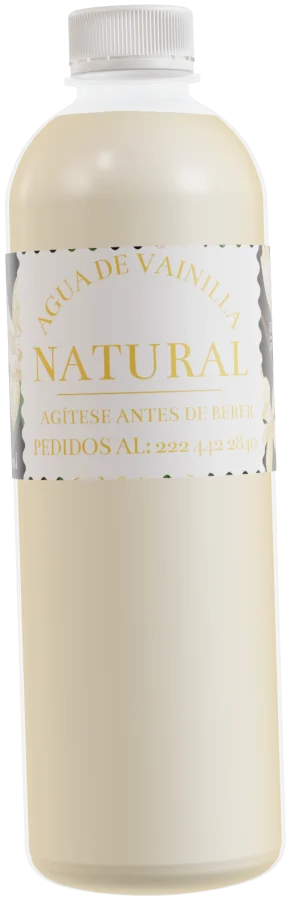 AGUA DE VAINILLA
NATURAL
AGÍTESE ANTES DE BEBER
PEDIDOS AL: 222 442 2840